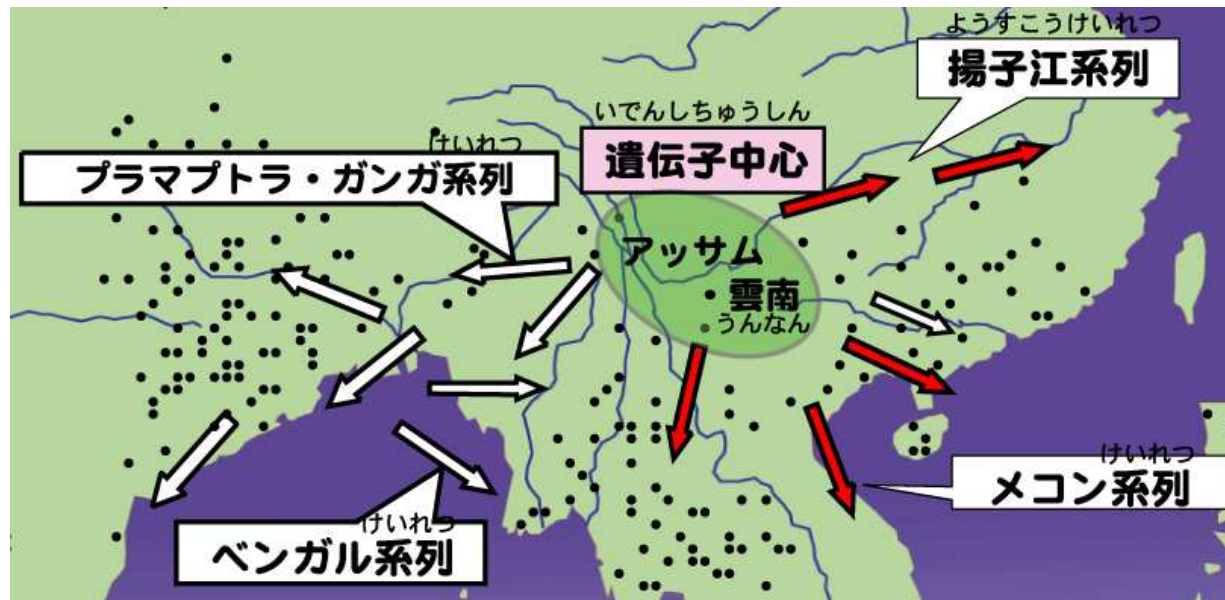 ようすこうけいれつ
揚子江系列
いでんしちゅうしん
遺伝子中心
けいれつ
プラマプトラ・ガンガ系列
アッサム
雲南
うんなん
けいれつ
メコン系列
けいれつ
ベンガル系列